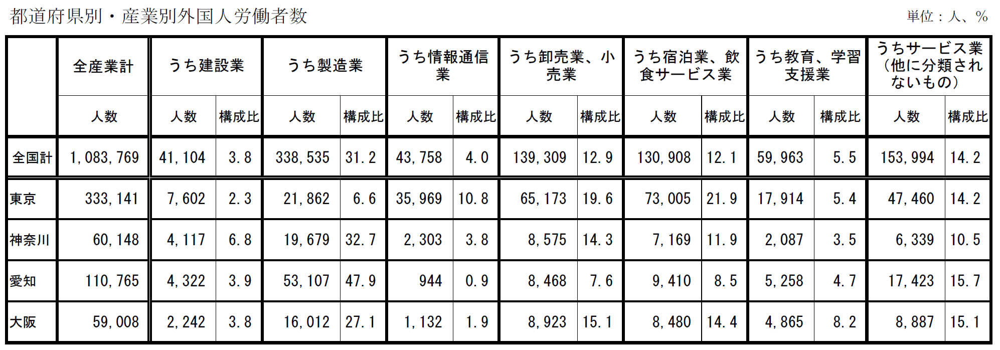 都道府県別・産業別外国人労働者数 単位：人、％
全産業計 うち建設業 うち製造業 うち情報通信業 うち卸売業、小売業 うち宿泊業、飲食サービス業 うち教育、学習支援業 うちサービス業（他に分類されないもの）
人数 人数 構成比 人数 構成比 人数 構成比 人数 構成比 人数 構成比 人数 構成比 人数 構成比
全国計 1,083,769 41,104 3.8 338,535 31.2 43,758 4.0 139,309 12.9 130,908 12.1 59,963 5.5 153,994 14.2
東京 333,141 7,602 2.3 21,862 6.6 35,969 10.8 65,173 19.6 73,005 21.9 17,914 5.4 47,460 14.2
神奈川 60,148 4,117 6.8 19,679 32.7 2,303 3.8 8,575 14.3 7,169 11.9 2,087 3.5 6,339 10.5
愛知 110,765 4,322 3.9 53,107 47.9 944 0.9 8,468 7.6 9,410 8.5 5,258 4.7 17,423 15.7
大阪 59,008 2,242 3.8 16,012 27.1 1,132 1.9 8,923 15.1 8,480 14.4 4,865 8.2 8,887 15.1